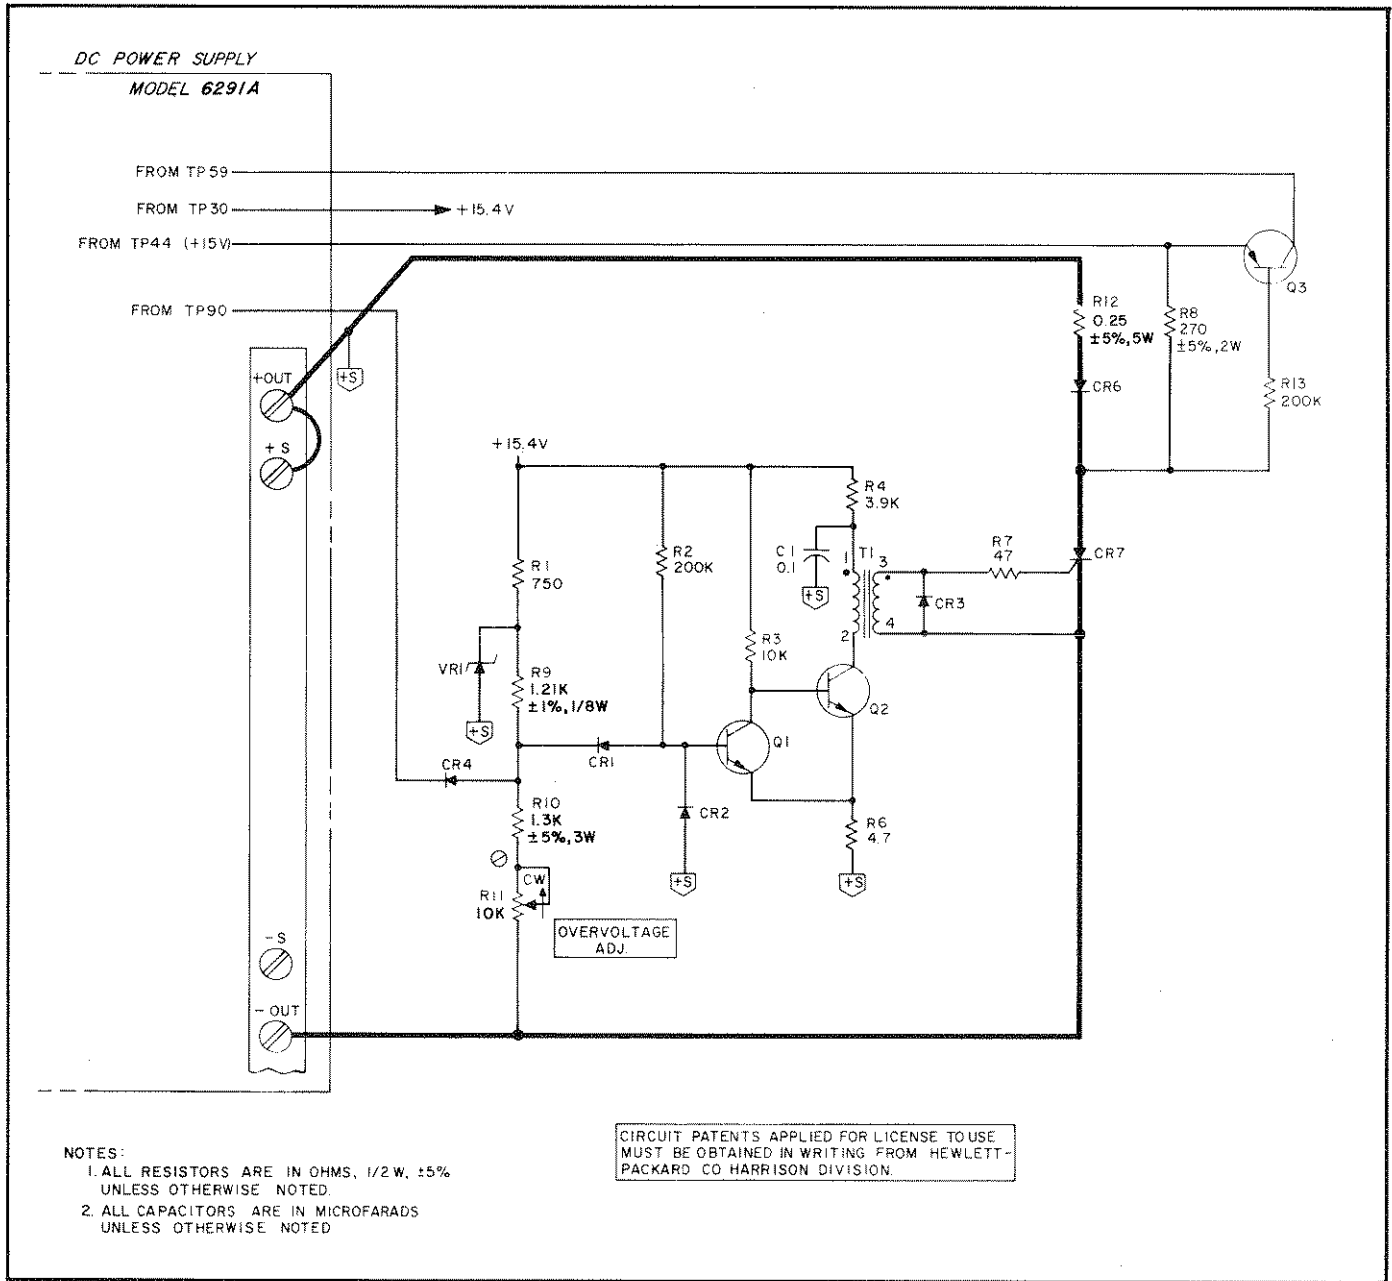 DC POWER SUPPLY
MODEL 6291A
FROM TP59
FROM TP30
+15.4V
FROM TP44 (+15V)
FROM TP90
+OUT
+S
+S
Q3
R12
0.25
±5%,5W
R8
270
±5%,2W
CR6
R13
200K
+15.4V
R4
3.9K
R1
750
R2
200K
C1
0.1
+S
1
T1
3
2
4
R7
47
CR7
CR3
R3
10K
VR1
+S
R9
1.21K
±1%,1/8W
Q2
Q1
CR1
CR4
CR2
+S
R10
1.3K
±5%,3W
R6
4.7
+S
CW
R11
10K
OVERVOLTAGE
ADJ.
-S
-OUT
NOTES:
1. ALL RESISTORS ARE IN OHMS, 1/2 W, ±5%
UNLESS OTHERWISE NOTED.
2. ALL CAPACITORS ARE IN MICROFARADS
UNLESS OTHERWISE NOTED
CIRCUIT PATENTS APPLIED FOR LICENSE TO USE
MUST BE OBTAINED IN WRITING FROM HEWLETT-
PACKARD CO HARRISON DIVISION.